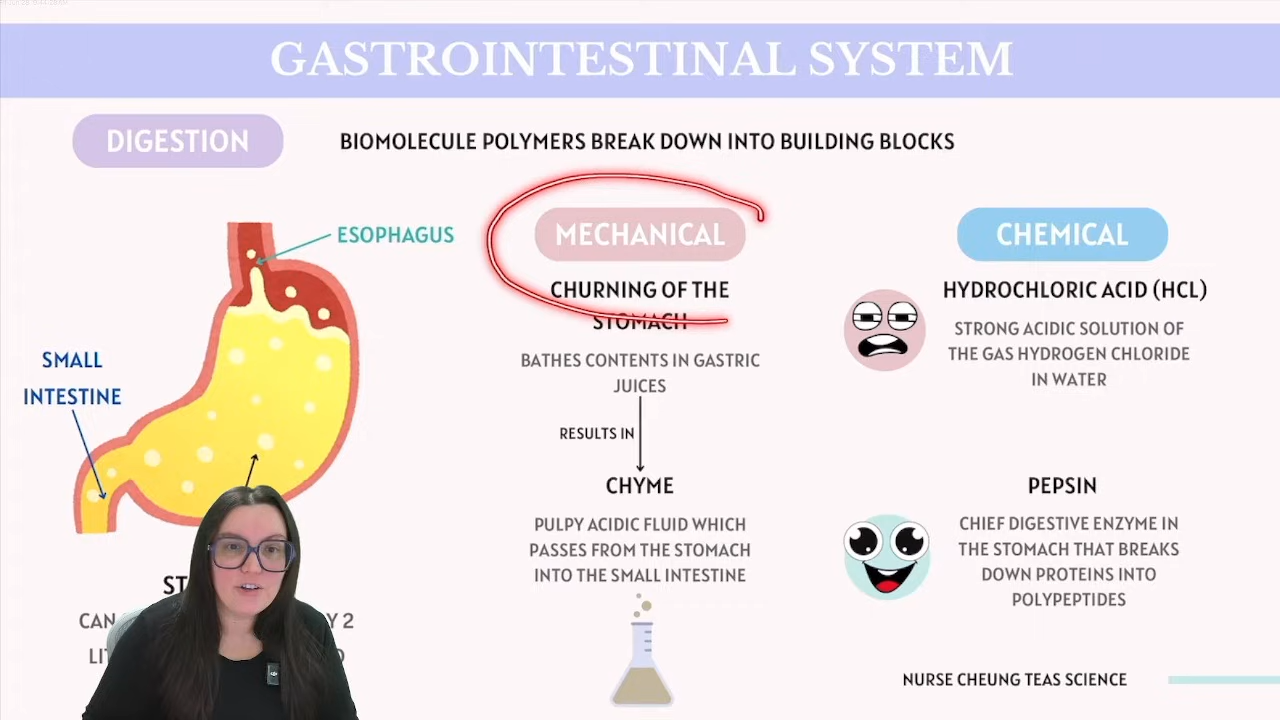 GASTROINTESTINAL SYSTEM
DIGESTION
BIOMOLECULE POLYMERS BREAK DOWN INTO BUILDING BLOCKS
ESOPHAGUS
SMALL
INTESTINE
CAN
Y 2
MECHANICAL
CHURNING OF THE
STOMACH
BATHES CONTENTS IN GASTRIC
JUICES
RESULTS IN
CHYME
PULPY ACIDIC FLUID WHICH
PASSES FROM THE STOMACH
INTO THE SMALL INTESTINE
CHEMICAL
HYDROCHLORIC ACID (HCL)
STRONG ACIDIC SOLUTION OF
THE GAS HYDROGEN CHLORIDE
IN WATER
PEPSIN
CHIEF DIGESTIVE ENZYME IN
THE STOMACH THAT BREAKS
DOWN PROTEINS INTO
POLYPEPTIDES
NURSE CHEUNG TEAS SCIENCE